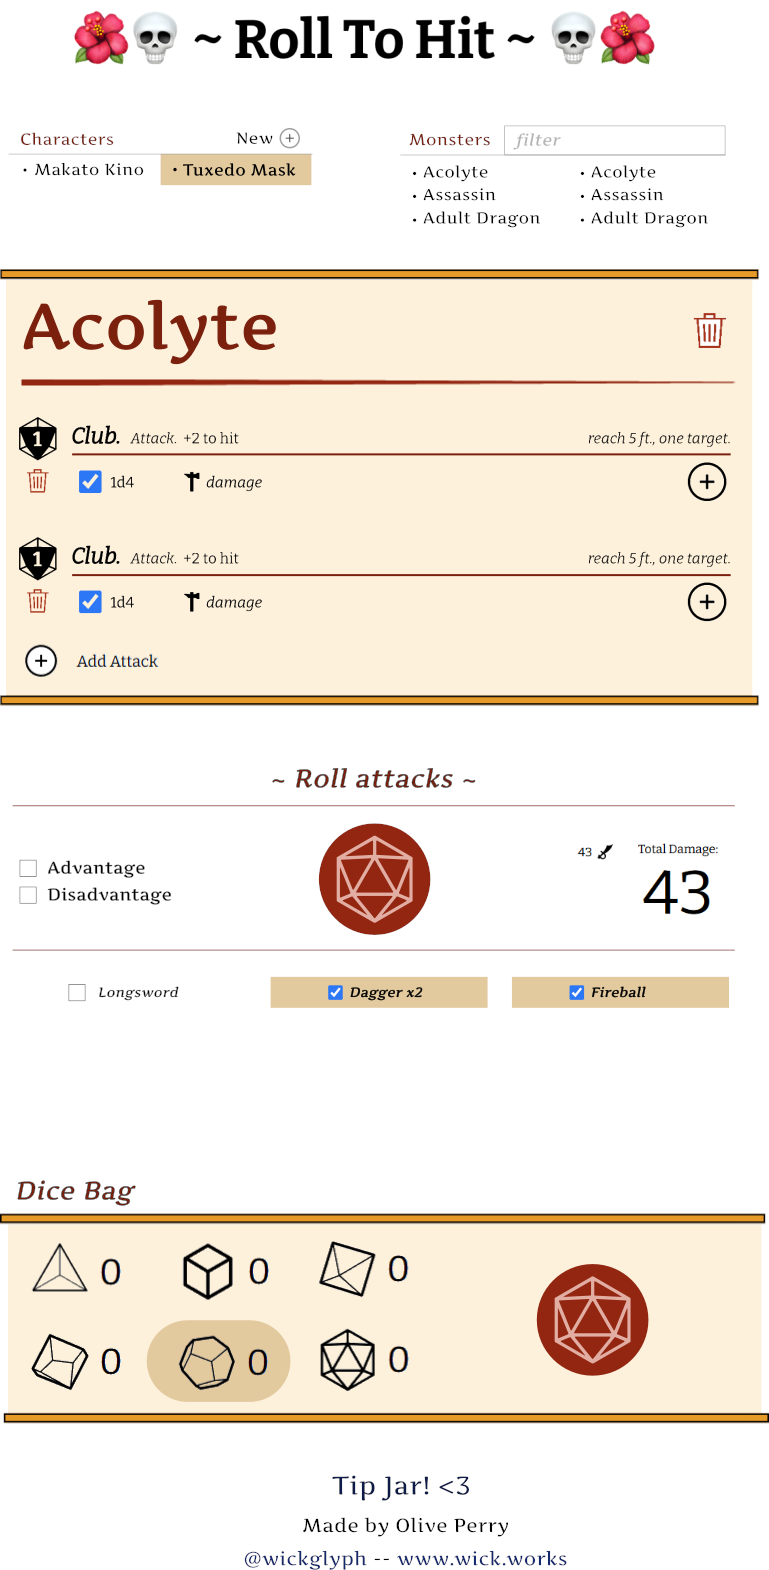 ~ Roll To Hit ~
Characters
New
• Makato Kino
• Tuxedo Mask
Monsters
filter
• Acolyte
• Assassin
• Adult Dragon
• Acolyte
• Assassin
• Adult Dragon
Acolyte
1 Club. Attack. +2 to hit reach 5 ft., one target.
1d4 damage
1 Club. Attack. +2 to hit reach 5 ft., one target.
1d4 damage
Add Attack
~ Roll attacks ~
Advantage
Disadvantage
43
Total Damage:
43
Longsword
Dagger x2
Fireball
Dice Bag
0 0 0
0 0 0
Tip Jar! <3
Made by Olive Perry
@wickglyph -- www.wick.works